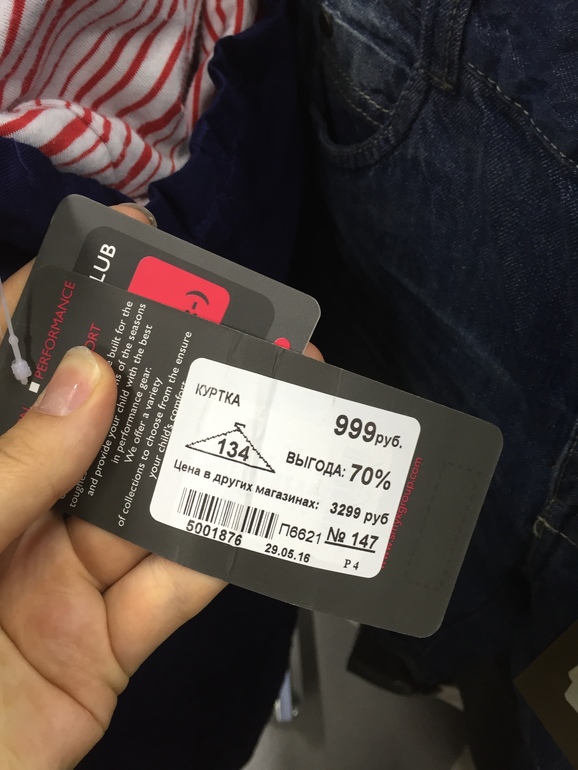 LUB
PERFORMANCE
built for the
of the seasons
and provide your child with the best
in performance gear.
We offer a variety
of collections to choose from the ensure
your child's comfort
КУРТКА
999руб.
134
ВЫГОДА: 70%
Цена в других магазинах: 3299 руб
5001876
П6621 № 147
29.05.16
Р 4